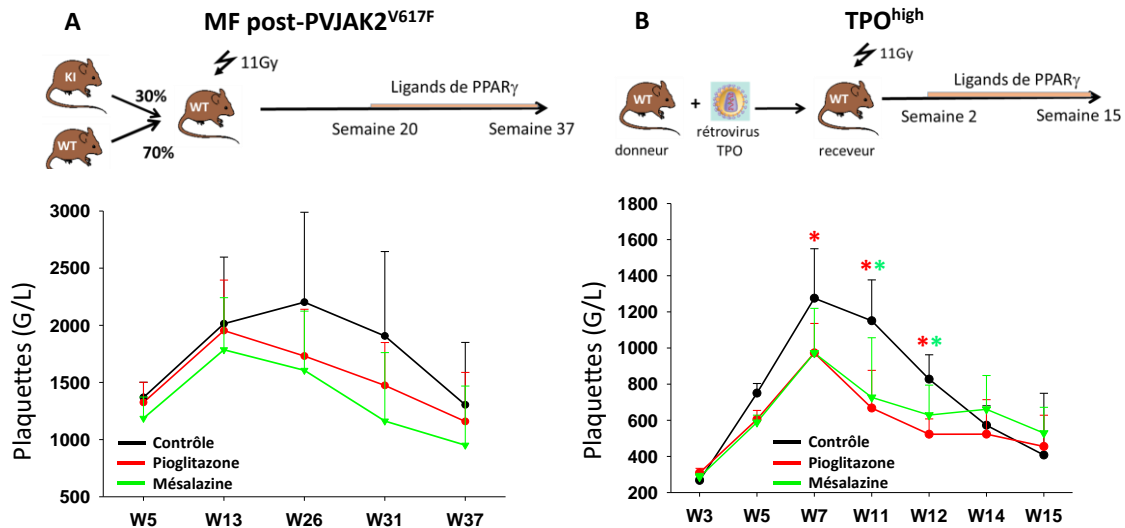 A
MF post-PVJAK2V617F
KI
WT
30%
70%
WT
11Gy
Ligands de PPARγ
Semaine 20
Semaine 37
Plaquettes (G/L)
3000
2500
2000
1500
1000
500
Contrôle
Pioglitazone
Mésalazine
W5 W13 W26 W31 W37
B
TPOhigh
WT
donneur
+
rétrovirus
TPO
WT
receveur
11Gy
Ligands de PPARγ
Semaine 2
Semaine 15
Plaquettes (G/L)
1800
1600
1400
1200
1000
800
600
400
200
*
**
**
Contrôle
Pioglitazone
Mésalazine
W3 W5 W7 W11 W12 W14 W15